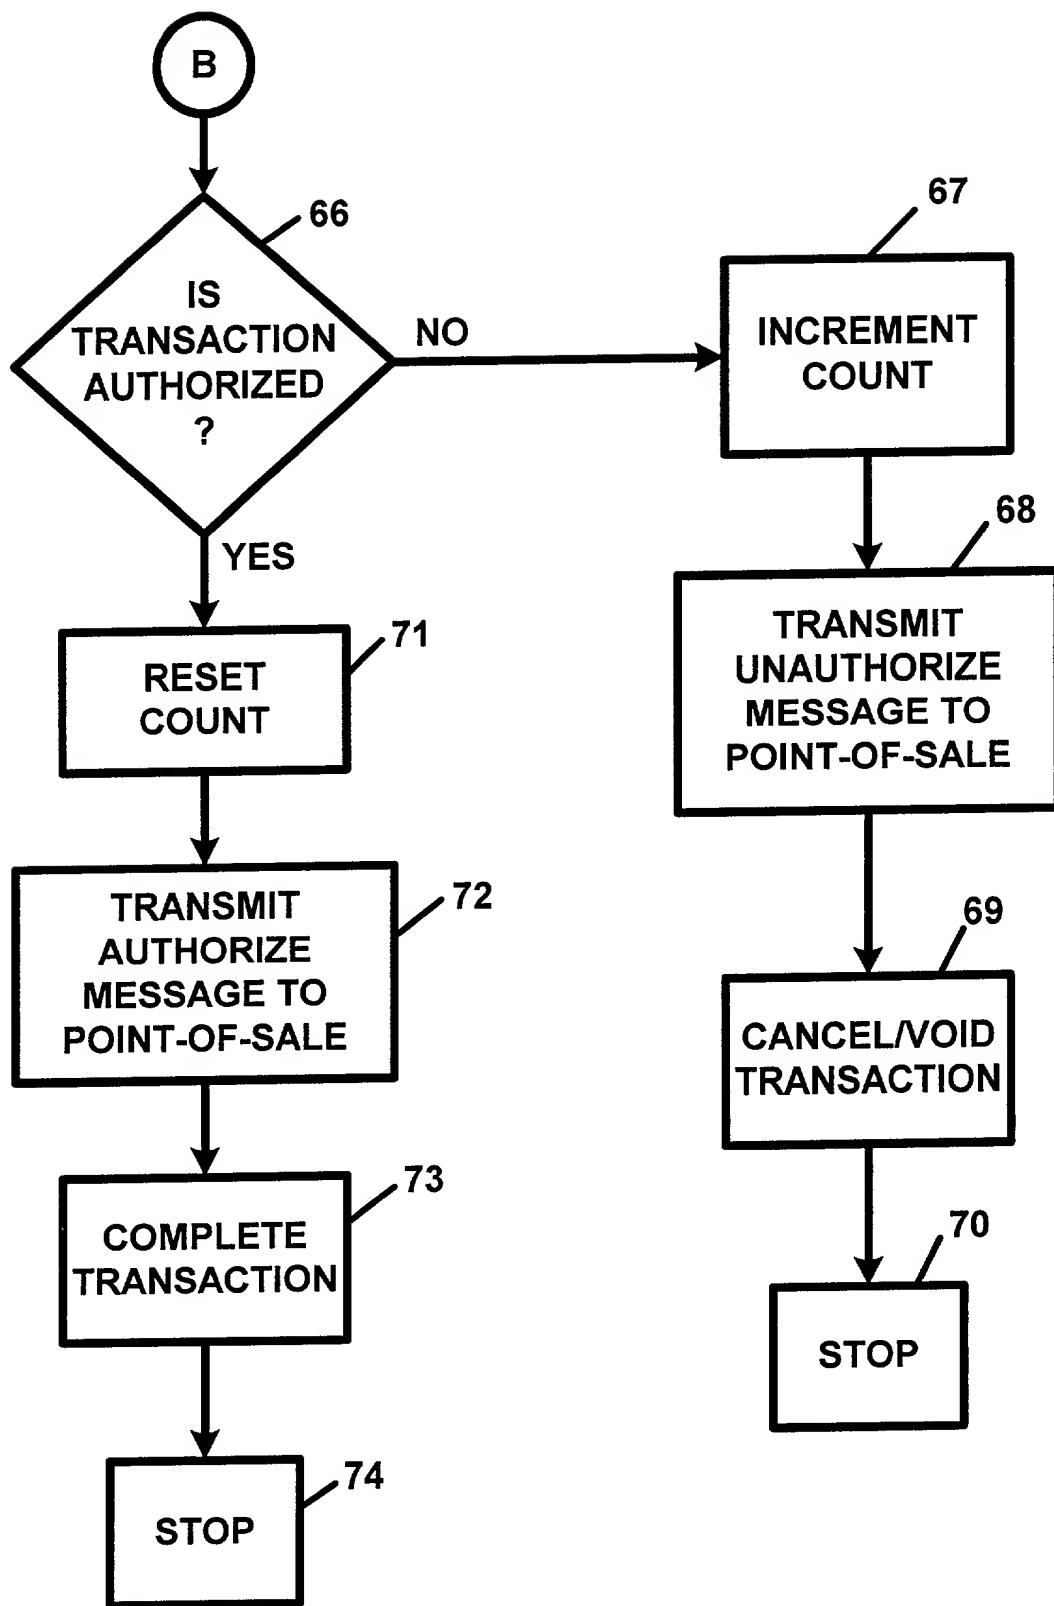 B
66
IS
TRANSACTION
AUTHORIZED
?
NO
YES
67
INCREMENT
COUNT
68
TRANSMIT
UNAUTHORIZE
MESSAGE TO
POINT-OF-SALE
69
CANCEL/VOID
TRANSACTION
70
STOP
71
RESET
COUNT
72
TRANSMIT
AUTHORIZE
MESSAGE TO
POINT-OF-SALE
73
COMPLETE
TRANSACTION
74
STOP